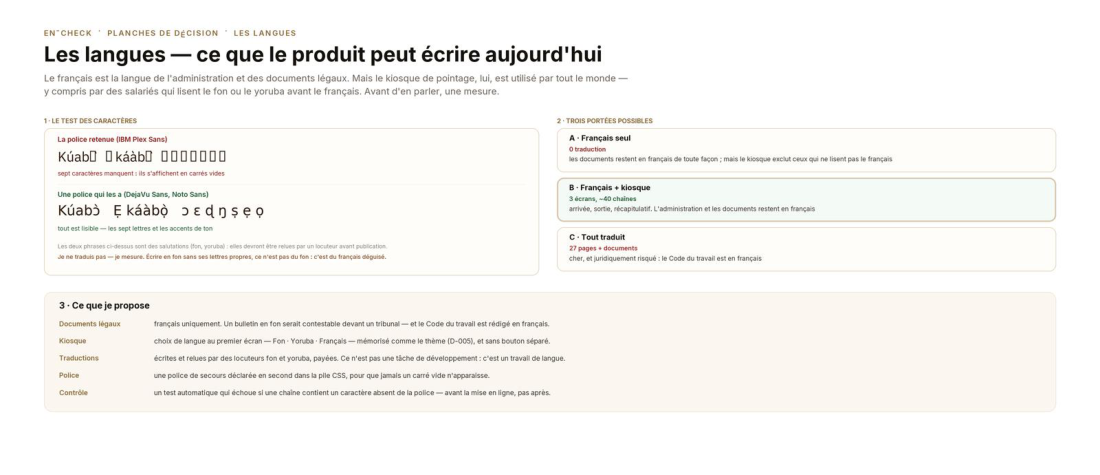 ENˇCHECK ˙ PLANCHES DE DéCISION ˙ LES LANGUES
Les langues — ce que le produit peut écrire aujourd'hui
Le français est la langue de l'administration et des documents légaux. Mais le kiosque de pointage, lui, est utilisé par tout le monde —
y compris par des salariés qui lisent le fon ou le yoruba avant le français. Avant d'en parler, une mesure.
1 · LE TEST DES CARACTÈRES
La police retenue (IBM Plex Sans)
Kúab▯ ▯ káàb▯ ▯▯▯▯▯▯▯
sept caractères manquent : ils s'affichent en carrés vides
Une police qui les a (DejaVu Sans, Noto Sans)
Kúabɔ̀ Ẹ káàbọ̀ ɔ ɛ ɖ ŋ ṣ ẹ ọ
tout est lisible — les sept lettres et les accents de ton
Les deux phrases ci-dessus sont des salutations (fon, yoruba) : elles devront être relues par un locuteur avant publication.
Je ne traduis pas — je mesure. Écrire en fon sans ses lettres propres, ce n'est pas du fon : c'est du français déguisé.
2 · TROIS PORTÉES POSSIBLES
A · Français seul
0 traduction
les documents restent en français de toute façon ; mais le kiosque exclut ceux qui ne lisent pas le français
B · Français + kiosque
3 écrans, ~40 chaînes
arrivée, sortie, récapitulatif. L'administration et les documents restent en français
C · Tout traduit
27 pages + documents
cher, et juridiquement risqué : le Code du travail est en français
3 · Ce que je propose
Documents légaux français uniquement. Un bulletin en fon serait contestable devant un tribunal — et le Code du travail est rédigé en français.
Kiosque choix de langue au premier écran — Fon · Yoruba · Français — mémorisé comme le thème (D-005), et sans bouton séparé.
Traductions écrites et relues par des locuteurs fon et yoruba, payées. Ce n'est pas une tâche de développement : c'est un travail de langue.
Police une police de secours déclarée en second dans la pile CSS, pour que jamais un carré vide n'apparaisse.
Contrôle un test automatique qui échoue si une chaîne contient un caractère absent de la police — avant la mise en ligne, pas après.